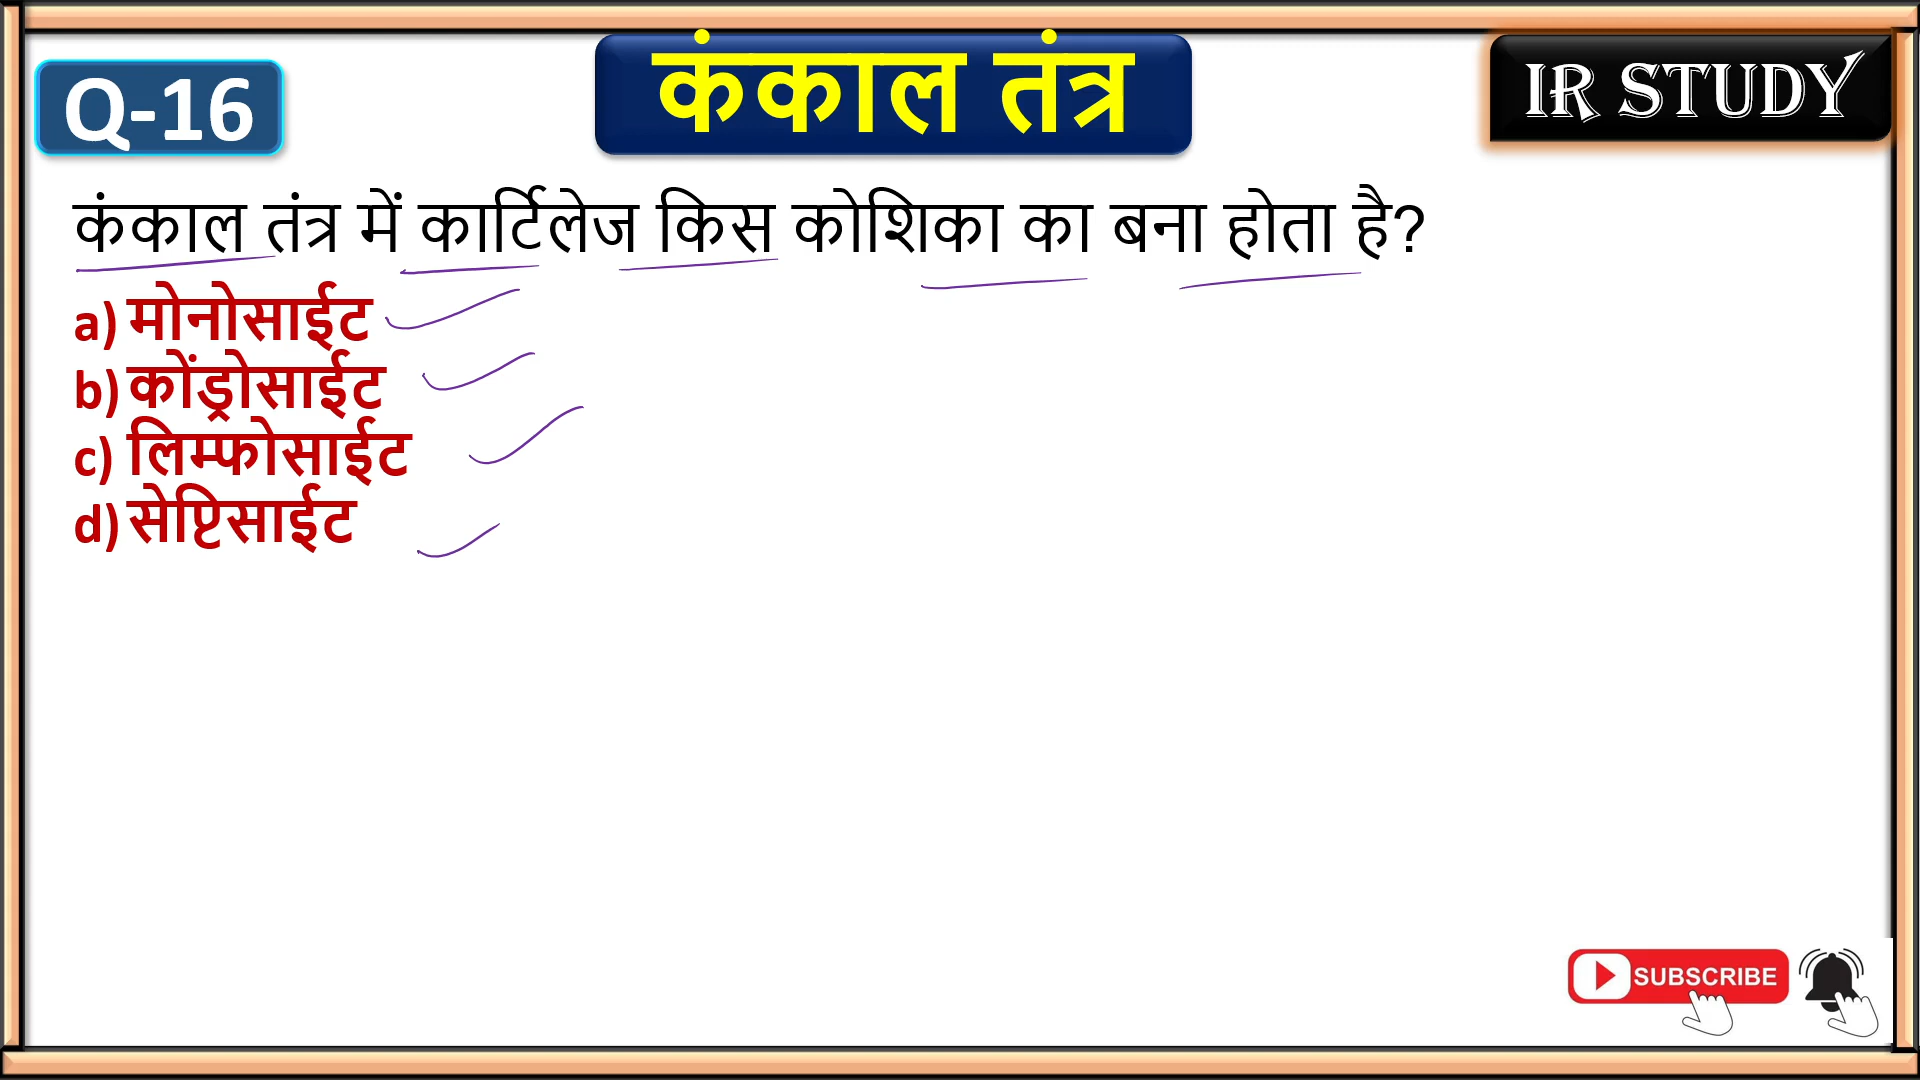 कंकाल तंत्र
Q-16
IR STUDY
कंकाल तंत्र में कार्टिलेज किस कोशिका का बना होता है?
a) मोनोसाईट
b) कोंड्रोसाईट
c) लिम्फोसाईट
d) सेप्टिसाईट
SUBSCRIBE